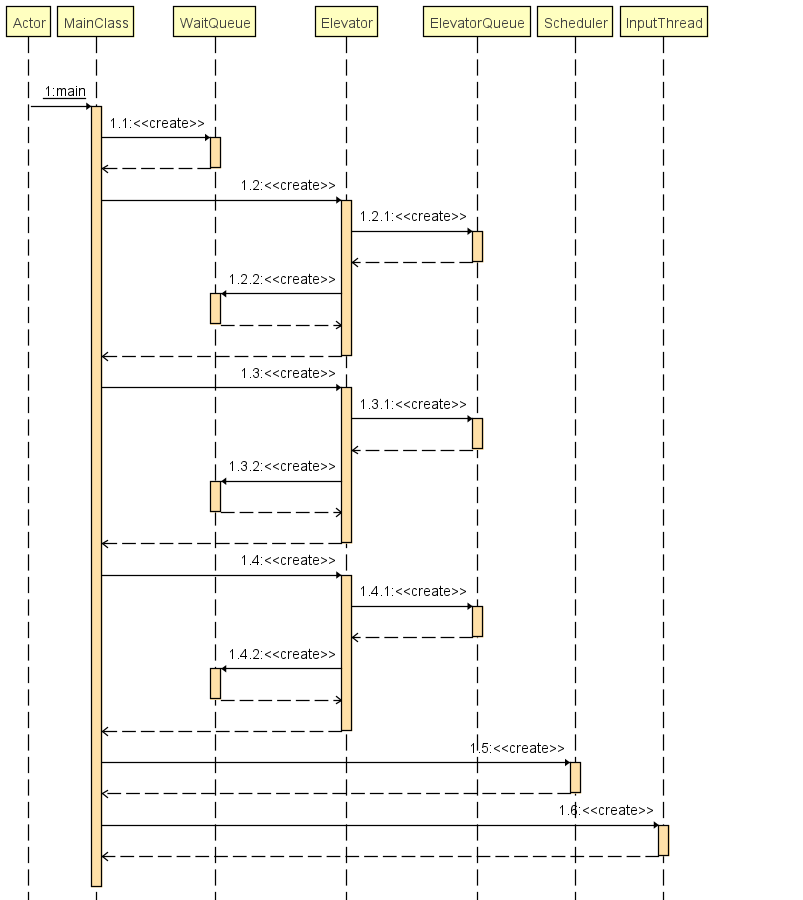 Actor MainClass WaitQueue Elevator ElevatorQueue Scheduler InputThread
1:main
1.1:<<create>>
1.2:<<create>>
1.2.1:<<create>>
1.2.2:<<create>>
1.3:<<create>>
1.3.1:<<create>>
1.3.2:<<create>>
1.4:<<create>>
1.4.1:<<create>>
1.4.2:<<create>>
1.5:<<create>>
1.6:<<create>>